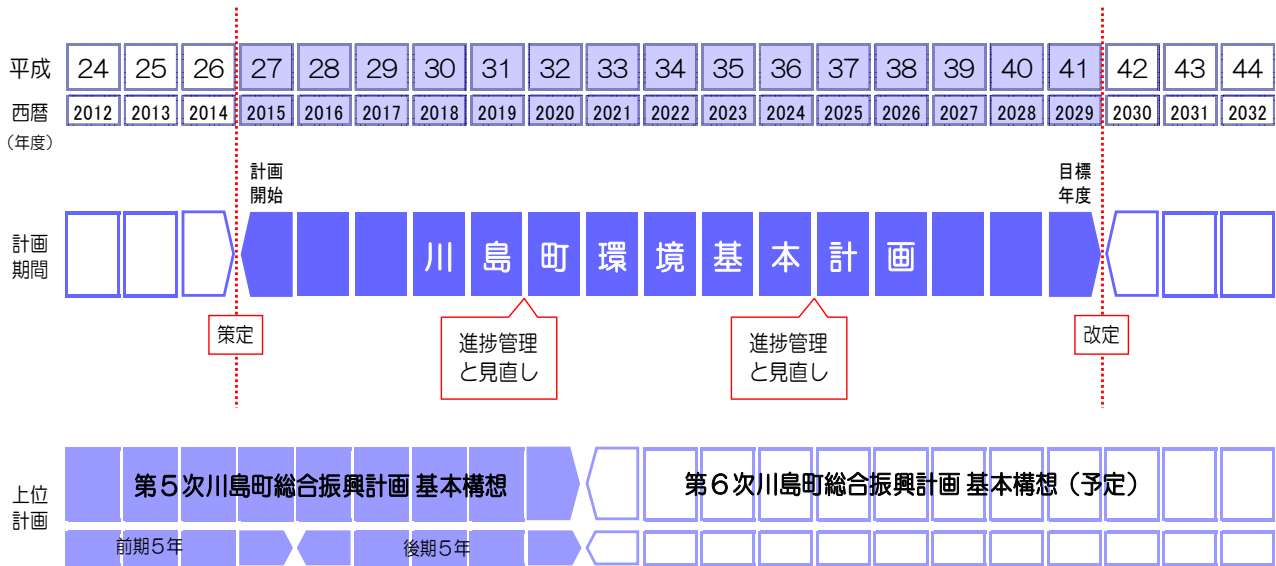 平成 24 25 26 27 28 29 30 31 32 33 34 35 36 37 38 39 40 41 42 43 44
西暦 2012 2013 2014 2015 2016 2017 2018 2019 2020 2021 2022 2023 2024 2025 2026 2027 2028 2029 2030 2031 2032
(年度)
計画
開始
目標
年度
計画
期間
川島町環境基本計画
策定
進捗管理
と見直し
進捗管理
と見直し
改定
上位
計画
第5次川島町総合振興計画 基本構想
第6次川島町総合振興計画 基本構想(予定)
前期5年
後期5年